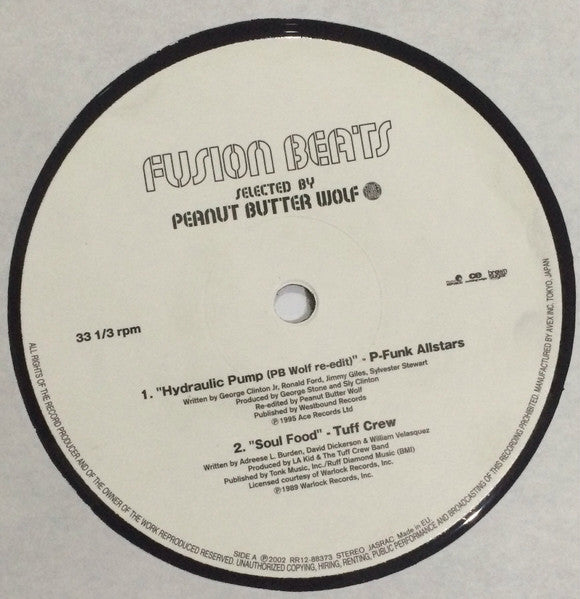 FUSION BEATS
SELECTED BY
PEANUT BUTTER WOLF
33 1/3 rpm
1. "Hydraulic Pump (PB Wolf re-edit)" - P-Funk Allstars
Written by George Clinton Jr, Ronald Ford, Jimmy Giles, Sylvester Stewart
Produced by George Stone and Sly Clinton
Re-edited by Peanut Butter Wolf
Published by Westbound Records
℗1995 Ace Records Ltd
2. "Soul Food" - Tuff Crew
Written by Adreese L. Burden, David Dickerson & William Velasquez
Produced by LA Kid & The Tuff Crew Band
Published by Tonk Music, Inc./Ruff Diamond Music (BMI)
Licensed courtesy of Warlock Records, Inc.
℗1989 Warlock Records, Inc.
SIDE A ℗2002 RR12-88373 STEREO JASRAC Made in EU.
ALL RIGHTS OF THE RECORD PRODUCER AND OF THE OWNER OF THE WORK REPRODUCED RESERVED. UNAUTHORIZED COPYING, HIRING, RENTING, PUBLIC PERFORMANCE AND BROADCASTING OF THIS RECORDING PROHIBITED. MANUFACTURED BY AVEX INC. TOKYO, JAPAN